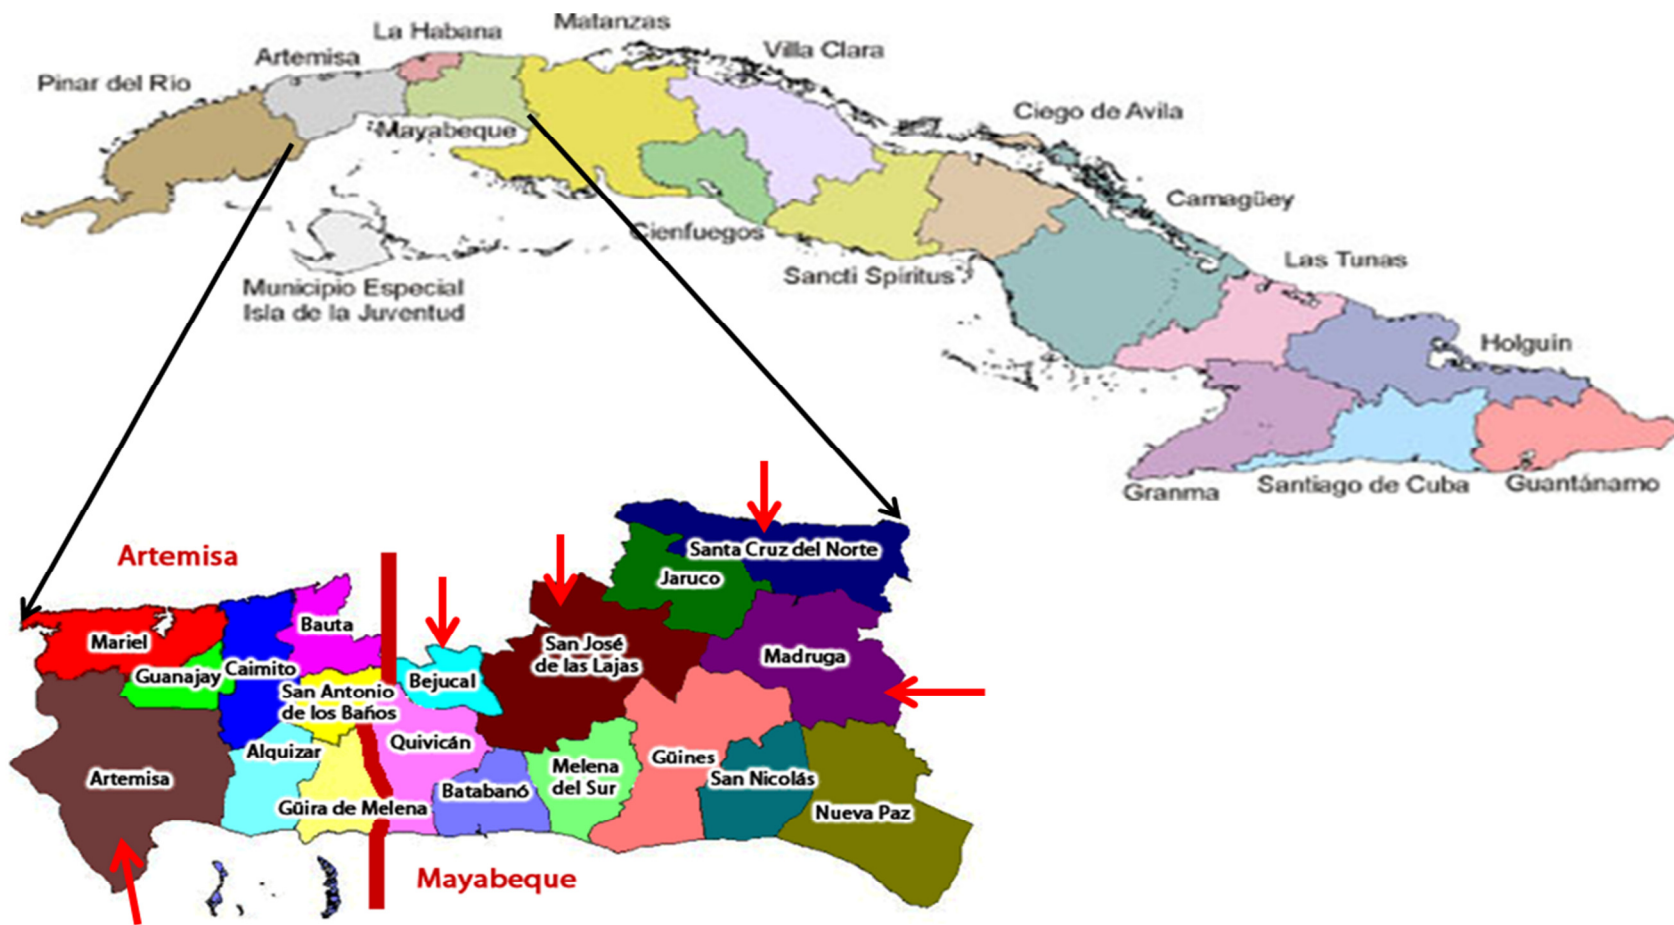 La Habana
Matanzas
Artemisa
Villa Clara
Pinar del Río
Ciego de Avila
Mayabeque
Camagüey
Cienfuegos
Las Tunas
Sancti Spíritus
Municipio Especial
Isla de la Juventud
Holguin
Granma
Santiago de Cuba
Guantánamo
Artemisa
Santa Cruz del Norte
Jaruco
Bauta
Mariel
San José
de las Lajas
Madruga
Guanajay
Caimito
Bejucal
San Antonio
de los Baños
Quivicán
Alquizar
Güines
Melena
del Sur
Artemisa
San Nicolás
Batabanó
Güira de Melena
Nueva Paz
Mayabeque